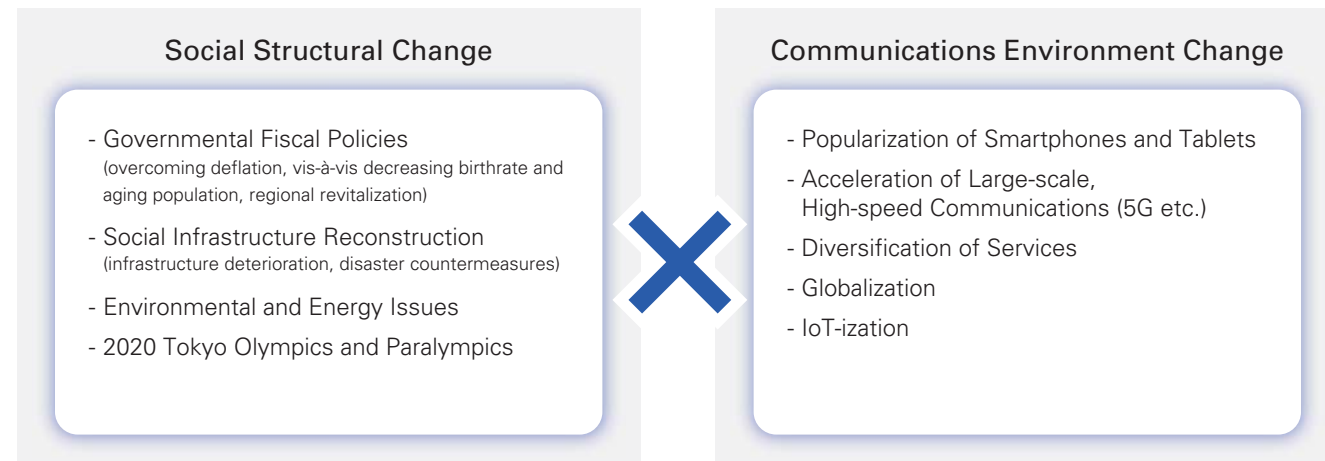 Social Structural Change
- Governmental Fiscal Policies
(overcoming deflation, vis-à-vis decreasing birthrate and
aging population, regional revitalization)
- Social Infrastructure Reconstruction
(infrastructure deterioration, disaster countermeasures)
- Environmental and Energy Issues
- 2020 Tokyo Olympics and Paralympics
Communications Environment Change
- Popularization of Smartphones and Tablets
- Acceleration of Large-scale,
High-speed Communications (5G etc.)
- Diversification of Services
- Globalization
- IoT-ization